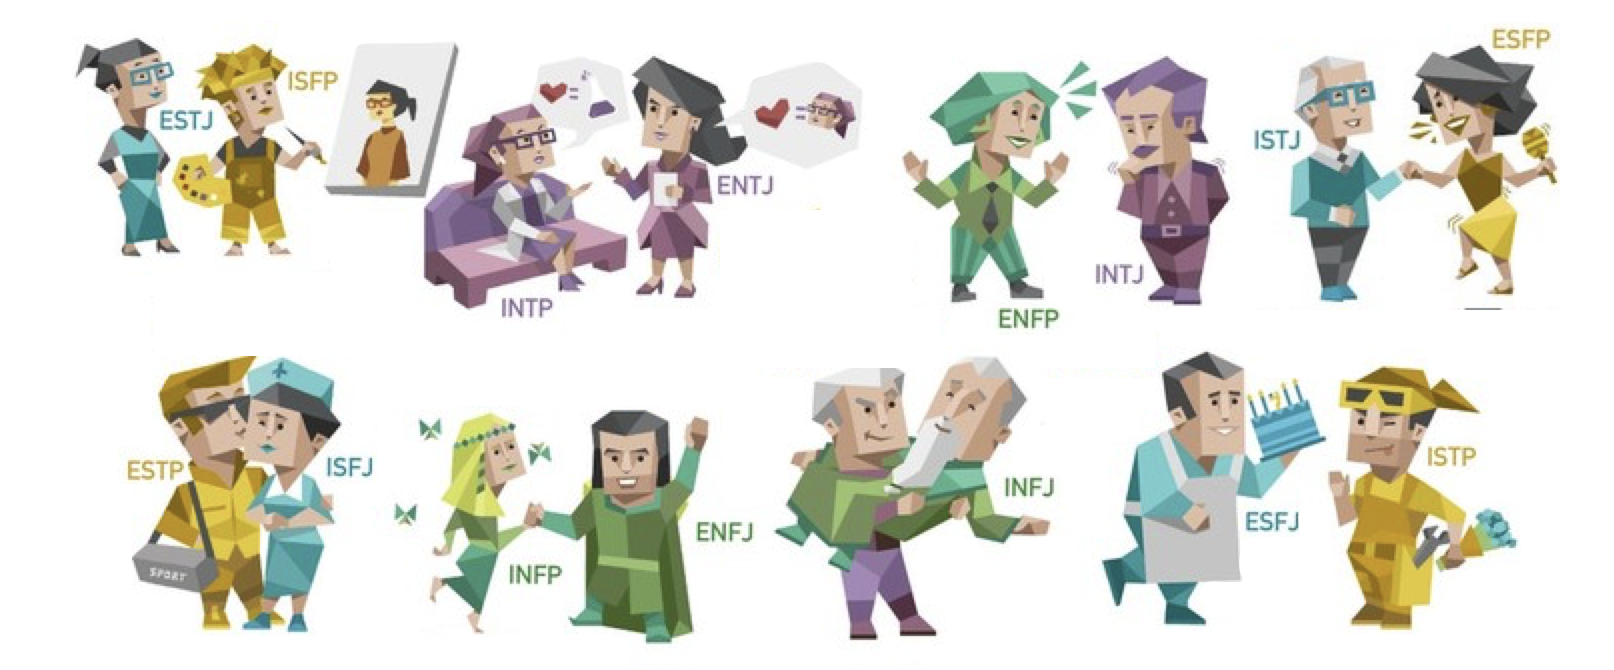 ESTJ
ISFP
INTP
ENTJ
ENFP
INTJ
ISTJ
ESFP
ESTP
SPORT
ISFJ
INFP
ENFJ
INFJ
ESFJ
ISTP